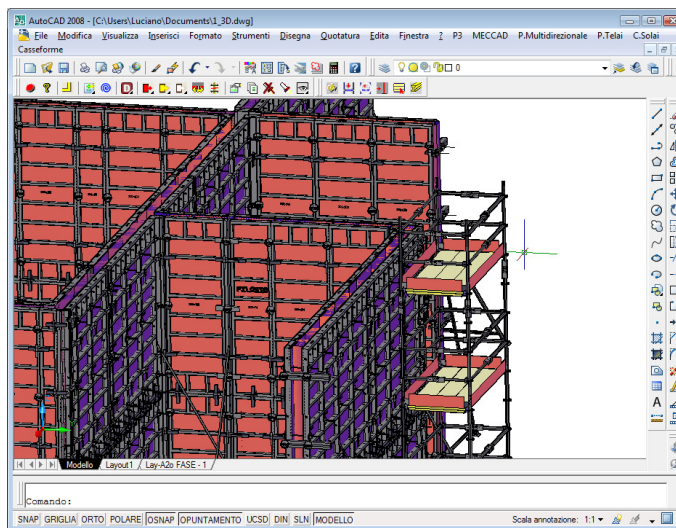 AutoCAD 2008 - [C:\Users\Luciano\Documents\1_3D.dwg]
File Modifica Visualizza Inserisci Formato Strumenti Disegna Quotatura Edita Finestra ? P3 MECCAD P.Multidirezionale P.Telai C.Solai
Casseforme
0
Modello Layout1 Lay-A2o FASE - 1
Comando:
SNAP GRIGLIA ORTO POLARE OSNAP OPUNTAMENTO UCSD DIN SLN MODELLO Scala annotazione: 1:1